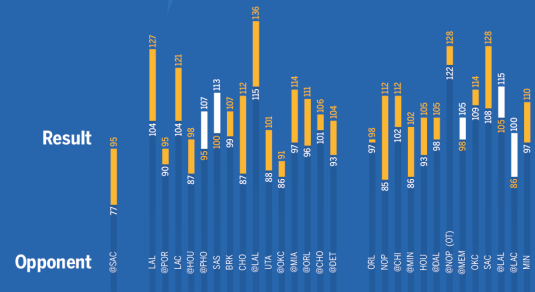 Result
95
77
127
104
95
90
121
104
98
87
107
95
113
100
107
99
112
87
136
115
101
88
91
86
114
97
111
96
106
101
104
93
98
97
112
85
112
102
102
86
105
93
105
98
128
122
105
98
114
109
128
108
115
105
100
86
110
97
Opponent
@SAC
LAL
@POR
LAC
@HOU
@PHO
SAS
BRK
CHO
@LAL
UTA
@OKC
@MIA
@ORL
@CHO
@DET
ORL
NOP
@CHI
@MIN
HOU
@DAL
@NOP (OT)
@MEM
OKC
SAC
@LAL
@LAC
MIN